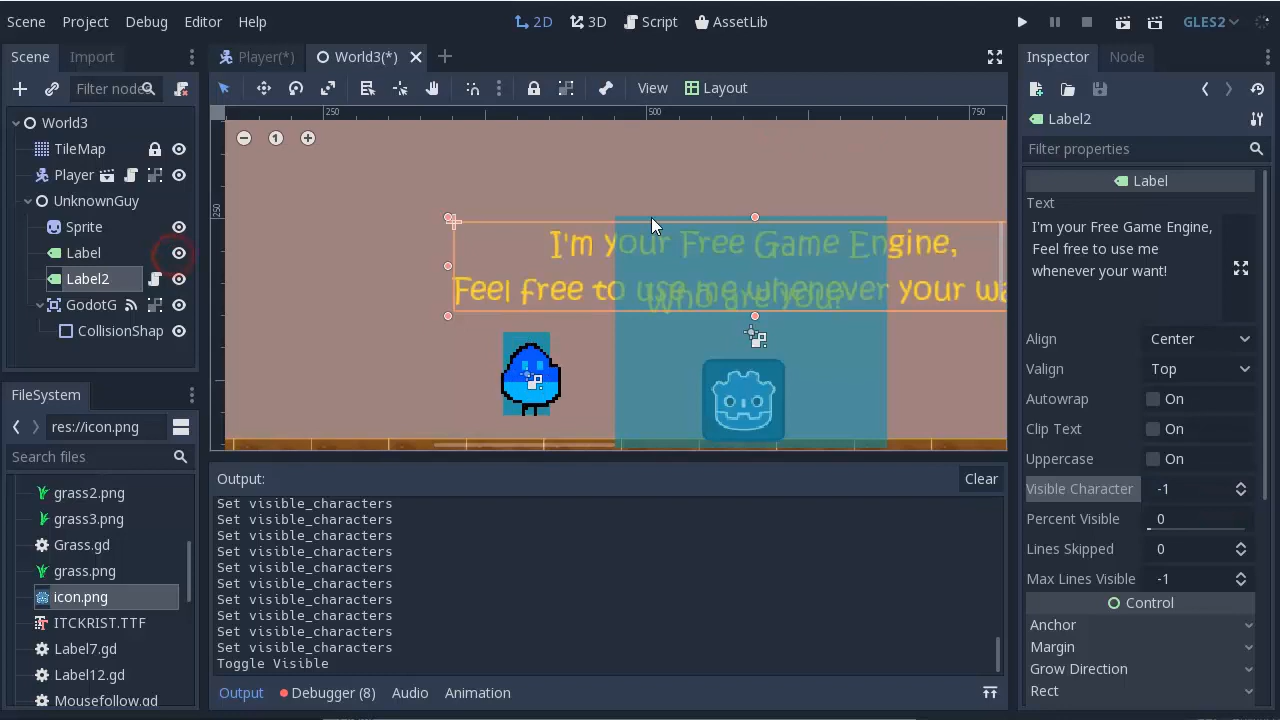 Scene Project Debug Editor Help 2D 3D Script AssetLib GLES2
Scene Import Player(*) World3(*) Inspector Node
Filter node View Layout
World3
TileMap
Player
UnknownGuy
Sprite
Label
Label2
GodotG
CollisionShap
FileSystem
res://icon.png
Search files
grass2.png
grass3.png
Grass.gd
grass.png
icon.png
ITCKRIST.TTF
Label7.gd
Label12.gd
Mousefollow.gd
250 500 750
250
1
I'm your Free Game Engine,
Feel free to use me whenever your wa
Who are you?
Output: Clear
Set visible_characters
Set visible_characters
Set visible_characters
Set visible_characters
Set visible_characters
Set visible_characters
Set visible_characters
Set visible_characters
Set visible_characters
Set visible_characters
Toggle Visible
Output Debugger (8) Audio Animation
Label2
Filter properties
Label
Text
I'm your Free Game Engine,
Feel free to use me
whenever your want!
Align Center
Valign Top
Autowrap On
Clip Text On
Uppercase On
Visible Character -1
Percent Visible 0
Lines Skipped 0
Max Lines Visible -1
Control
Anchor
Margin
Grow Direction
Rect